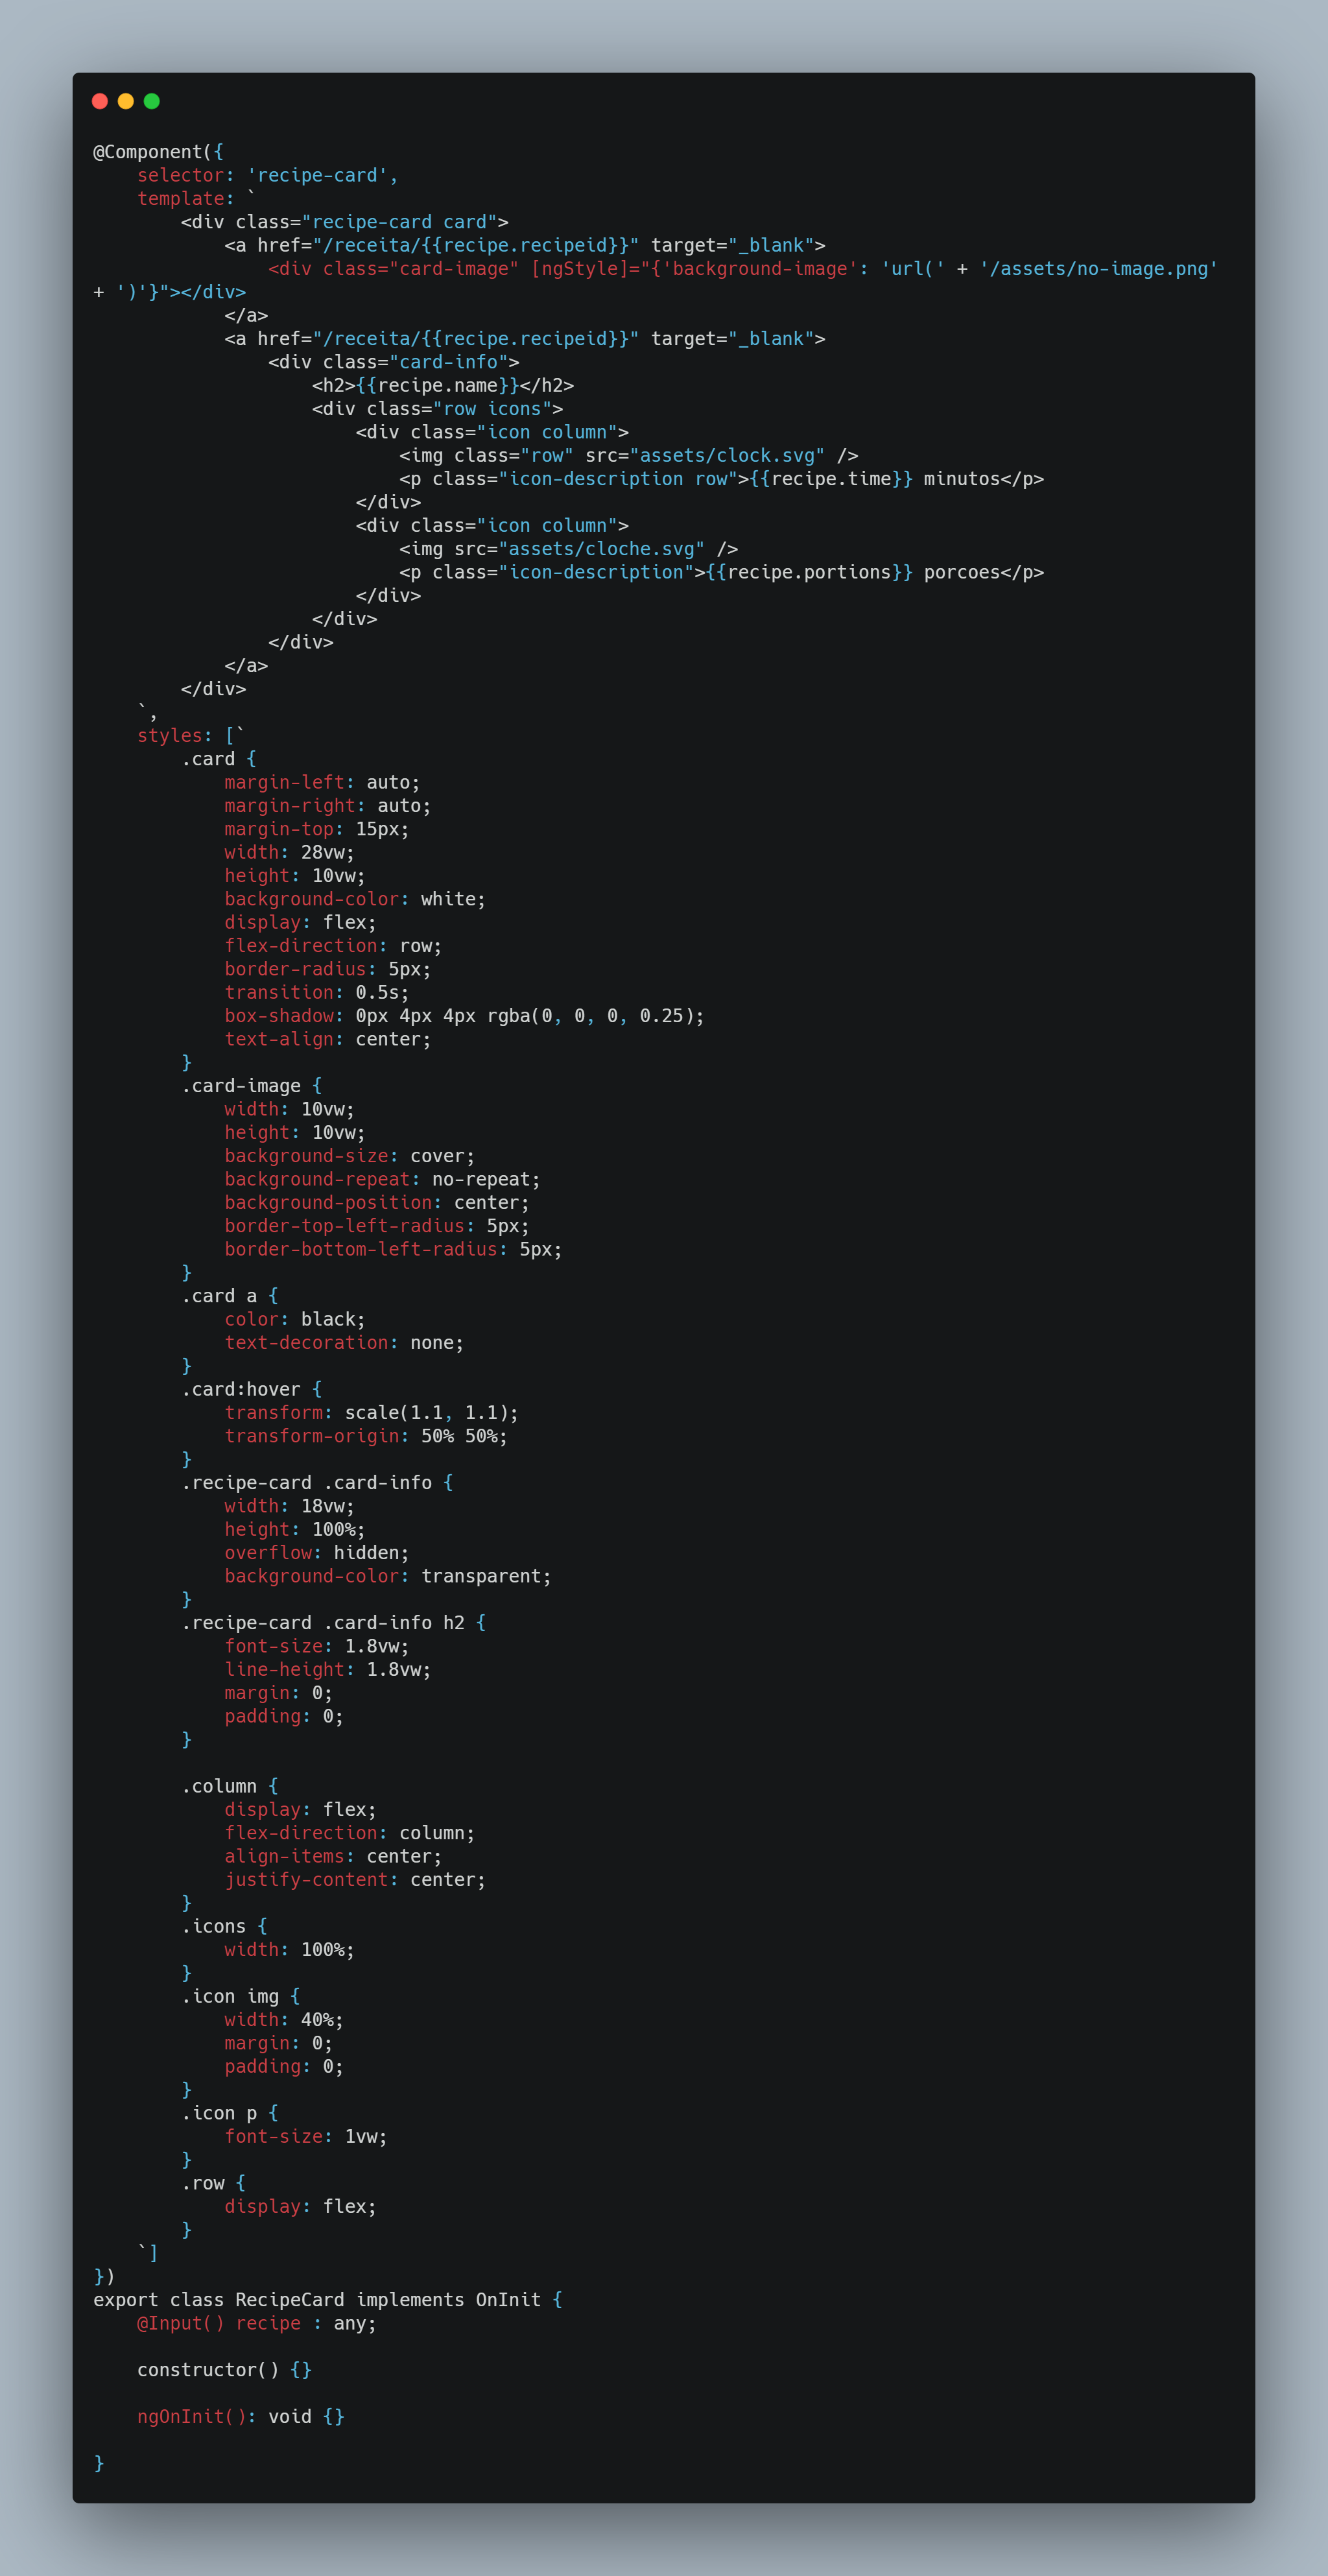 @Component({
    selector: 'recipe-card',
    template: `
        <div class="recipe-card card">
            <a href="/receita/{{recipe.recipeid}}" target="_blank">
                <div class="card-image" [ngStyle]="{'background-image': 'url(' + '/assets/no-image.png'
+ ')'}"></div>
            </a>
            <a href="/receita/{{recipe.recipeid}}" target="_blank">
                <div class="card-info">
                    <h2>{{recipe.name}}</h2>
                    <div class="row icons">
                        <div class="icon column">
                            <img class="row" src="assets/clock.svg" />
                            <p class="icon-description row">{{recipe.time}} minutos</p>
                        </div>
                        <div class="icon column">
                            <img src="assets/cloche.svg" />
                            <p class="icon-description">{{recipe.portions}} porcoes</p>
                        </div>
                    </div>
                </div>
            </a>
        </div>
    `,
    styles: [`
        .card {
            margin-left: auto;
            margin-right: auto;
            margin-top: 15px;
            width: 28vw;
            height: 10vw;
            background-color: white;
            display: flex;
            flex-direction: row;
            border-radius: 5px;
            transition: 0.5s;
            box-shadow: 0px 4px 4px rgba(0, 0, 0, 0.25);
            text-align: center;
        }
        .card-image {
            width: 10vw;
            height: 10vw;
            background-size: cover;
            background-repeat: no-repeat;
            background-position: center;
            border-top-left-radius: 5px;
            border-bottom-left-radius: 5px;
        }
        .card a {
            color: black;
            text-decoration: none;
        }
        .card:hover {
            transform: scale(1.1, 1.1);
            transform-origin: 50% 50%;
        }
        .recipe-card .card-info {
            width: 18vw;
            height: 100%;
            overflow: hidden;
            background-color: transparent;
        }
        .recipe-card .card-info h2 {
            font-size: 1.8vw;
            line-height: 1.8vw;
            margin: 0;
            padding: 0;
        }

        .column {
            display: flex;
            flex-direction: column;
            align-items: center;
            justify-content: center;
        }
        .icons {
            width: 100%;
        }
        .icon img {
            width: 40%;
            margin: 0;
            padding: 0;
        }
        .icon p {
            font-size: 1vw;
        }
        .row {
            display: flex;
        }
    `]
})
export class RecipeCard implements OnInit {
    @Input() recipe : any;

    constructor() {}

    ngOnInit(): void {}

}